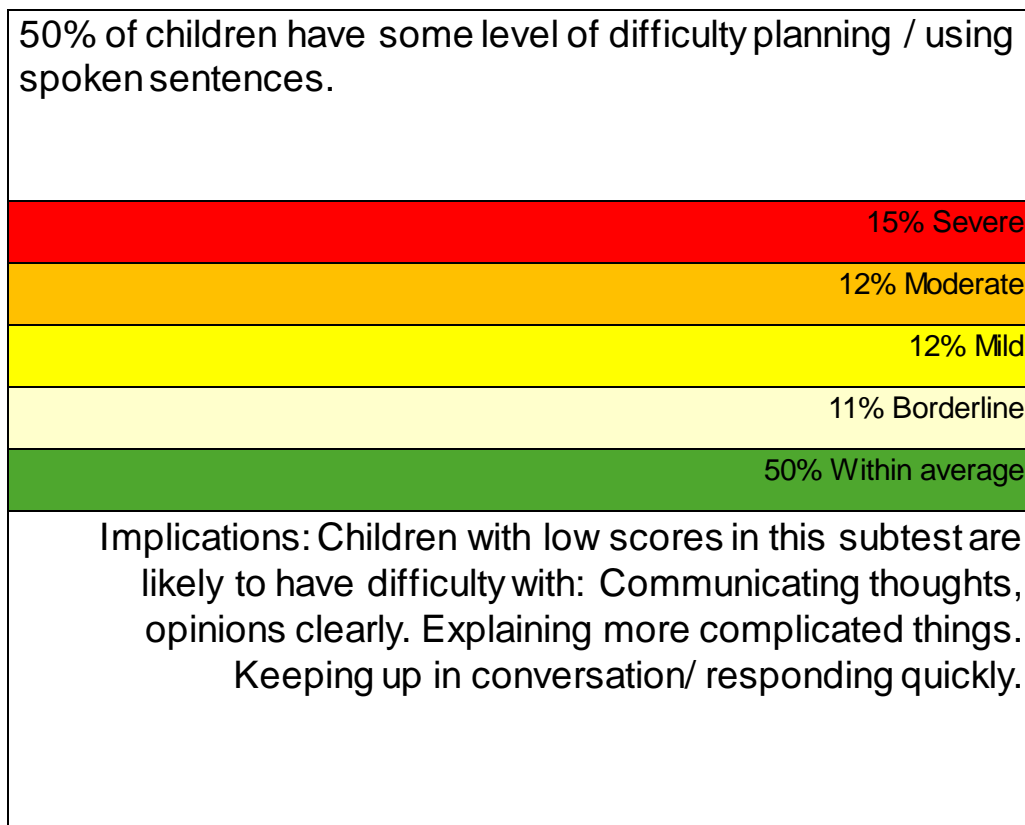 50% of children have some level of difficulty planning / using
spoken sentences.
15% Severe
12% Moderate
12% Mild
11% Borderline
50% Within average
Implications: Children with low scores in this subtest are
likely to have difficulty with: Communicating thoughts,
opinions clearly. Explaining more complicated things.
Keeping up in conversation/ responding quickly.